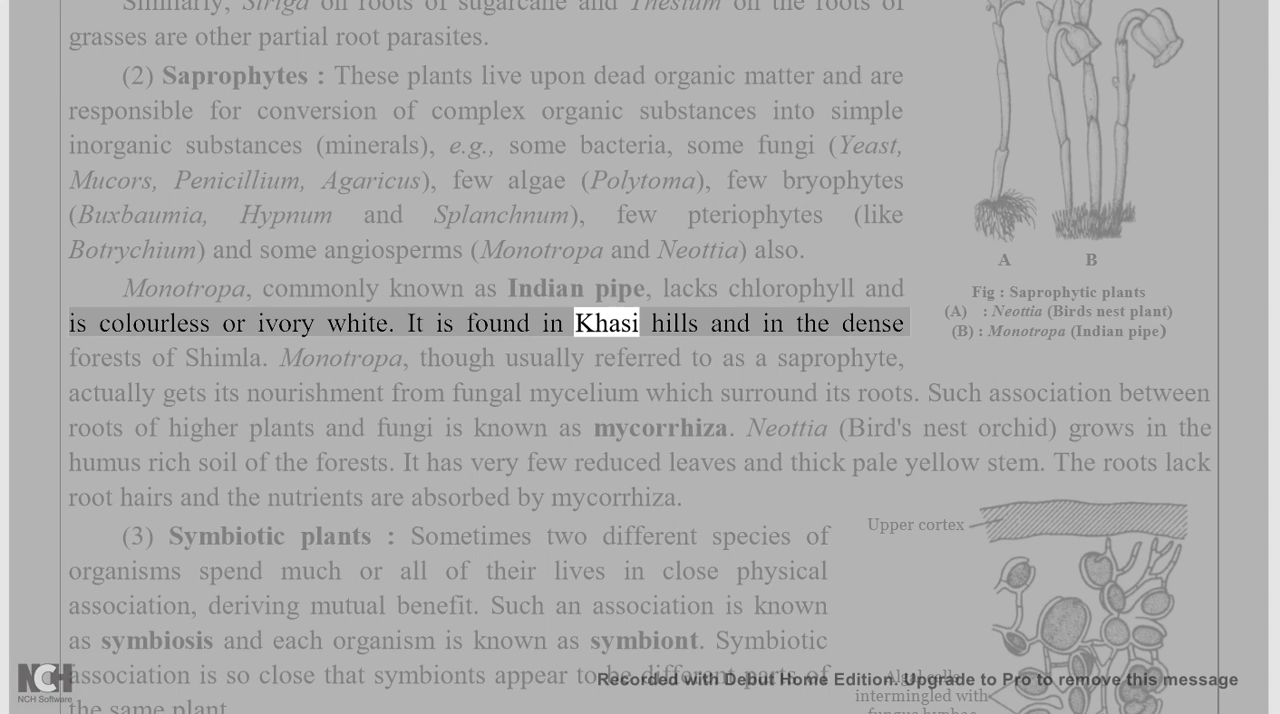 Similarly, Striga on roots of sugarcane and Thesium on the roots of
grasses are other partial root parasites.
(2) Saprophytes : These plants live upon dead organic matter and are
responsible for conversion of complex organic substances into simple
inorganic substances (minerals), e.g., some bacteria, some fungi (Yeast,
Mucors, Penicillium, Agaricus), few algae (Polytoma), few bryophytes
(Buxbaumia, Hypnum and Splanchnum), few pteriophytes (like
Botrychium) and some angiosperms (Monotropa and Neottia) also.
Monotropa, commonly known as Indian pipe, lacks chlorophyll and
is colourless or ivory white. It is found in Khasi hills and in the dense
forests of Shimla. Monotropa, though usually referred to as a saprophyte,
actually gets its nourishment from fungal mycelium which surround its roots. Such association between
roots of higher plants and fungi is known as mycorrhiza. Neottia (Bird's nest orchid) grows in the
humus rich soil of the forests. It has very few reduced leaves and thick pale yellow stem. The roots lack
root hairs and the nutrients are absorbed by mycorrhiza.
A B
Fig : Saprophytic plants
(A) : Neottia (Birds nest plant)
(B) : Monotropa (Indian pipe)
(3) Symbiotic plants : Sometimes two different species of
organisms spend much or all of their lives in close physical
association, deriving mutual benefit. Such an association is known
as symbiosis and each organism is known as symbiont. Symbiotic
association is so close that symbionts appear to be different parts of
the same plant.
Upper cortex
Algal cells
intermingled with
fungus hyphae
NCH
NCH Software
Recorded with Debut Home Edition. Upgrade to Pro to remove this message